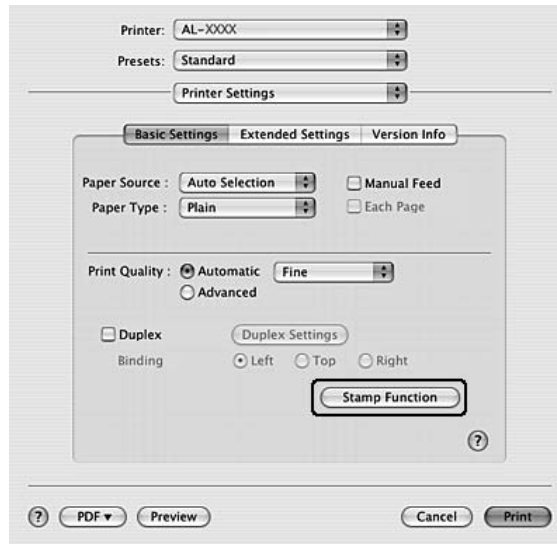 Printer: AL-XXXX
Presets: Standard
Printer Settings
Basic Settings Extended Settings Version Info
Paper Source : Auto Selection Manual Feed
Paper Type : Plain Each Page
Print Quality : Automatic Fine
Advanced
Duplex Duplex Settings
Binding Left Top Right
Stamp Function
?
? PDF▼ Preview Cancel Print